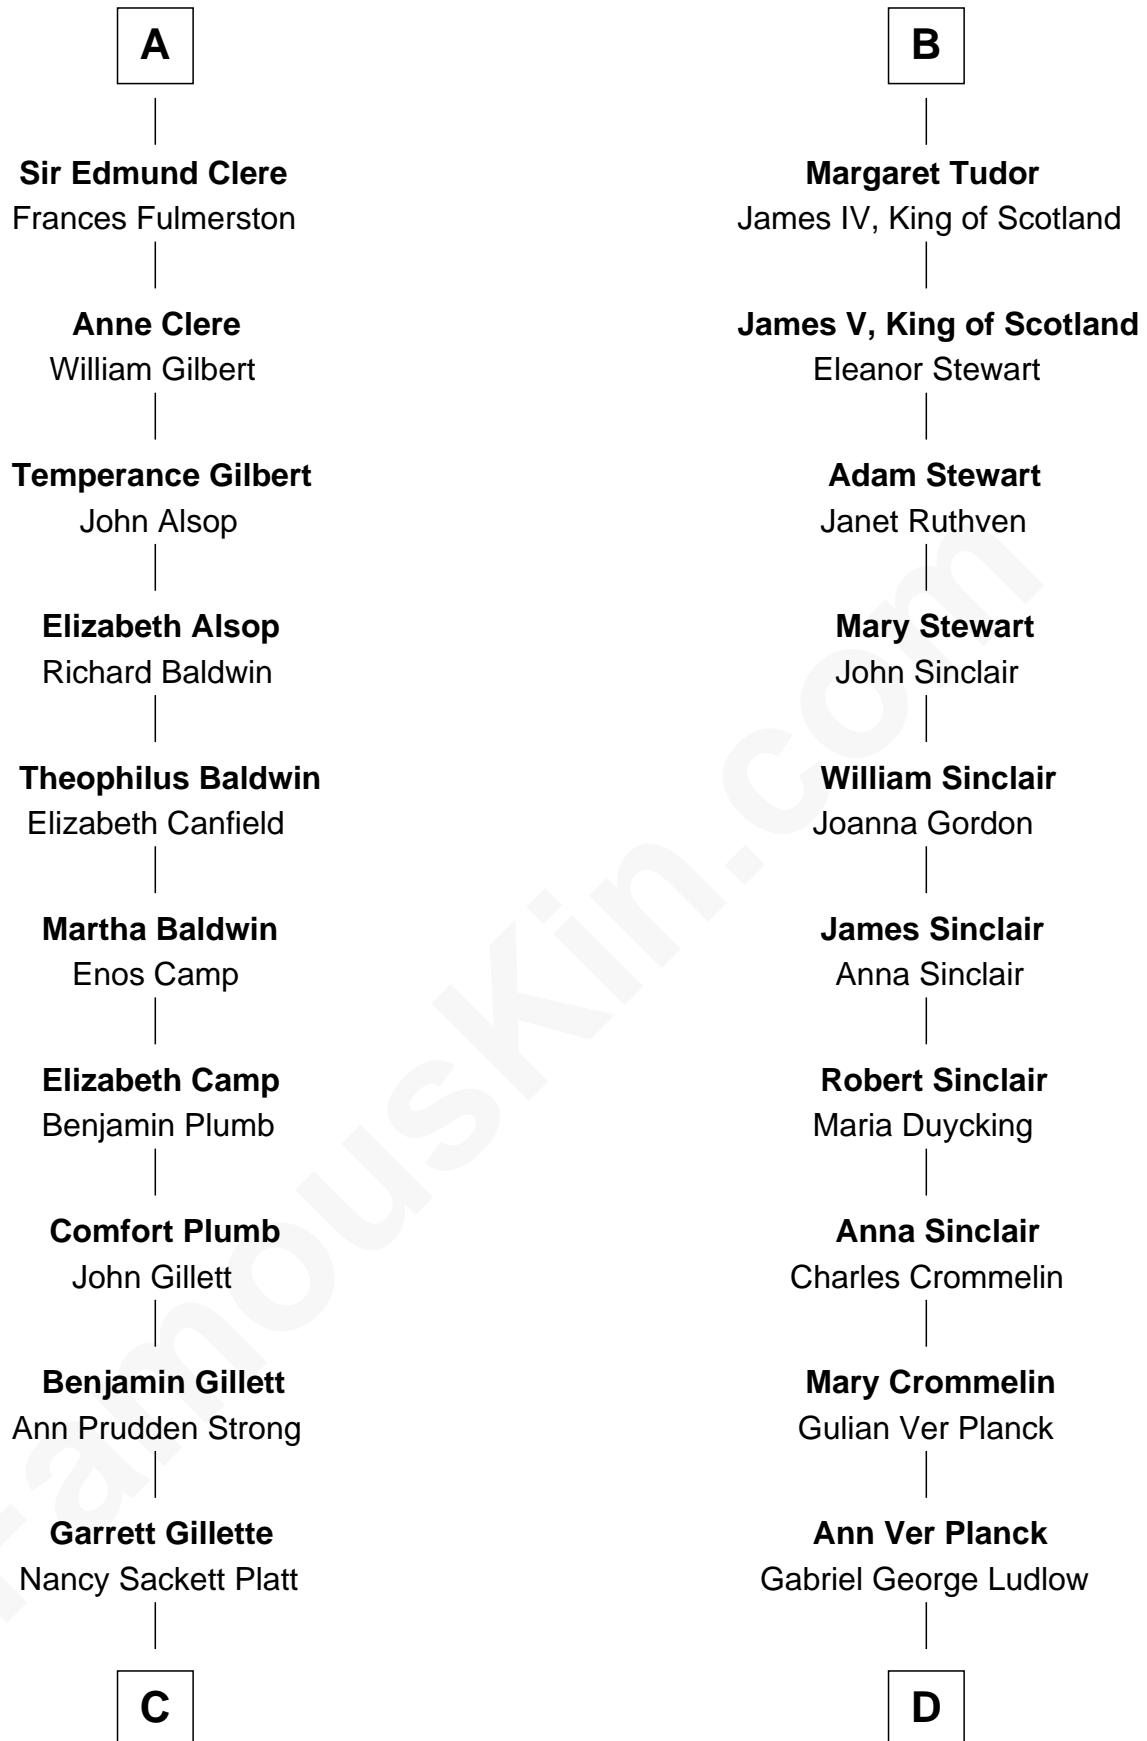 A
Sir Edmund Clere
Frances Fulmerston
Anne Clere
William Gilbert
Temperance Gilbert
John Alsop
Elizabeth Alsop
Richard Baldwin
Theophilus Baldwin
Elizabeth Canfield
Martha Baldwin
Enos Camp
Elizabeth Camp
Benjamin Plumb
Comfort Plumb
John Gillett
Benjamin Gillett
Ann Prudden Strong
Garrett Gillette
Nancy Sackett Platt
C
B
Margaret Tudor
James IV, King of Scotland
James V, King of Scotland
Eleanor Stewart
Adam Stewart
Janet Ruthven
Mary Stewart
John Sinclair
William Sinclair
Joanna Gordon
James Sinclair
Anna Sinclair
Robert Sinclair
Maria Duycking
Anna Sinclair
Charles Crommelin
Mary Crommelin
Gulian Ver Planck
Ann Ver Planck
Gabriel George Ludlow
D
FamousKin.com